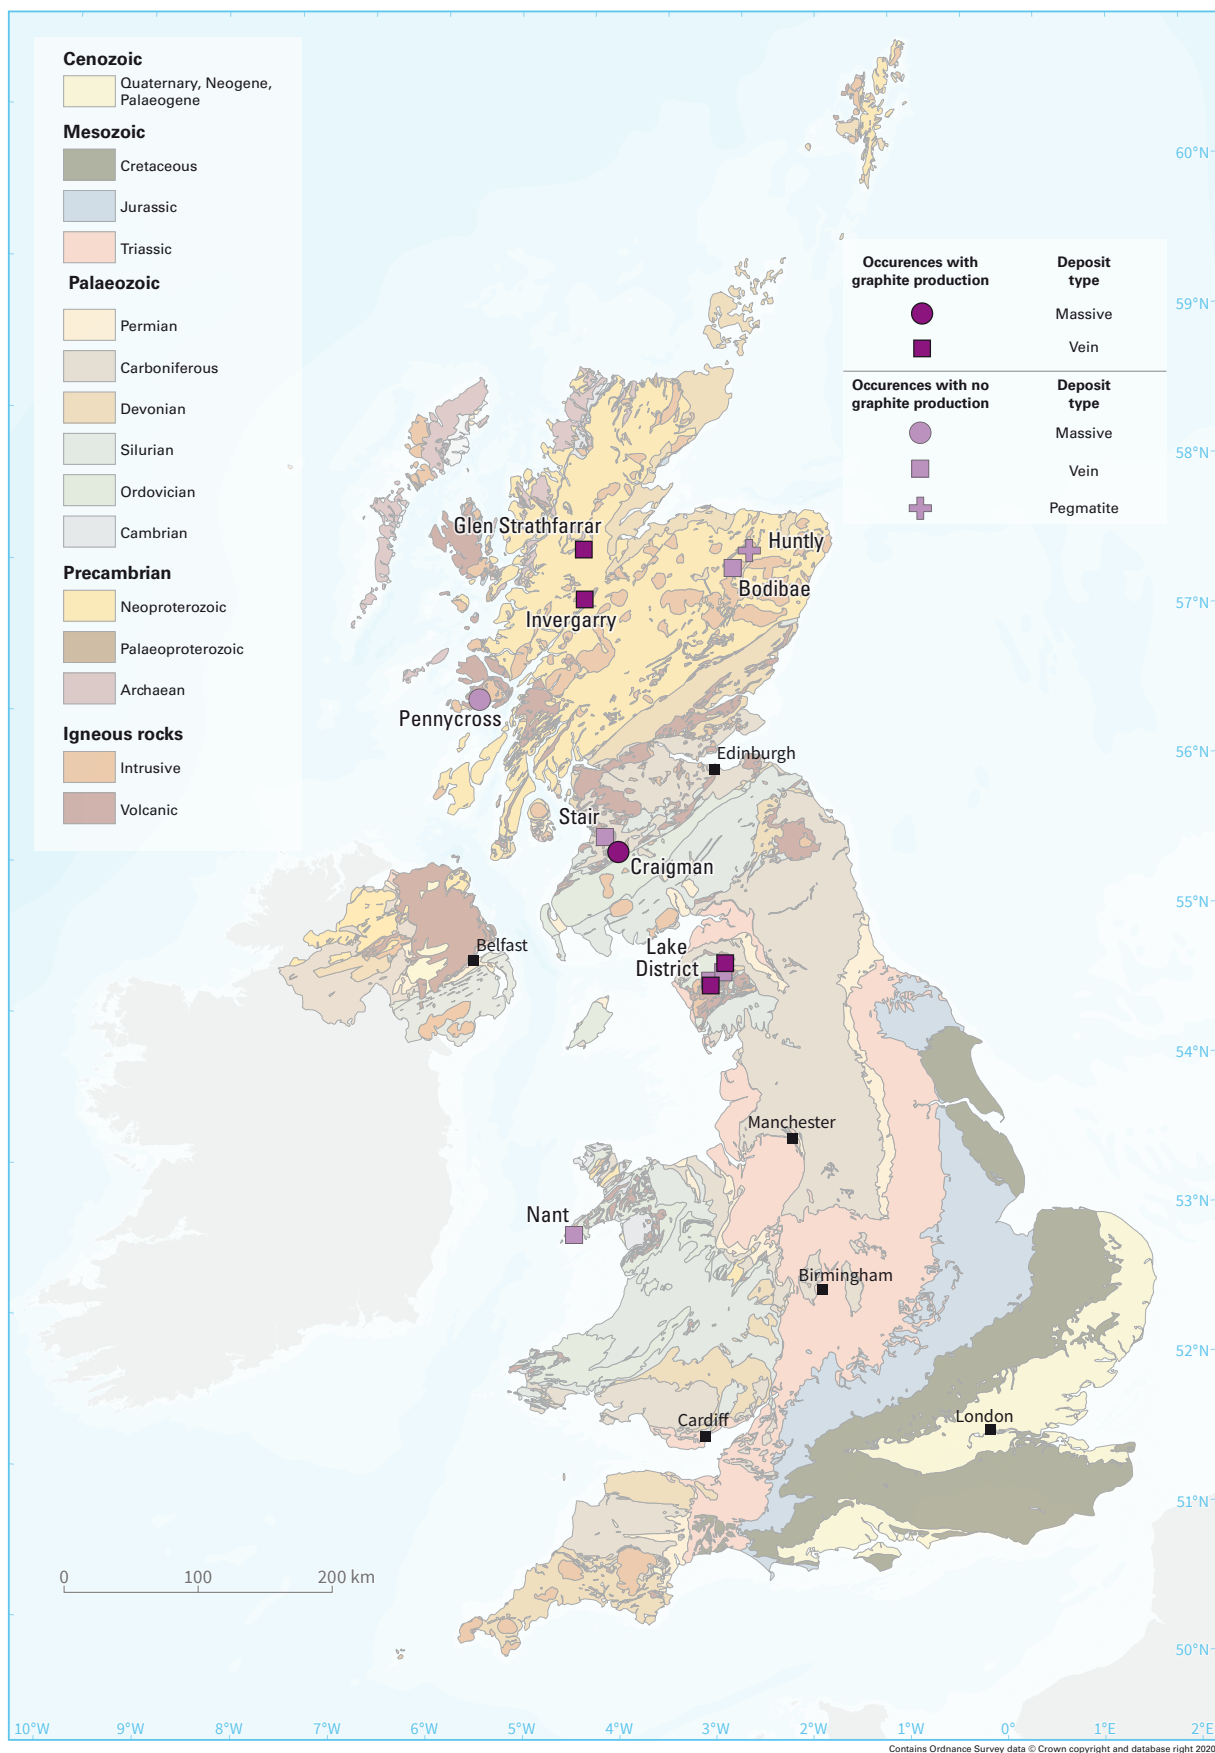 Cenozoic
Quaternary, Neogene,
Palaeogene
Mesozoic
Cretaceous
Jurassic
Triassic
Palaeozoic
Permian
Carboniferous
Devonian
Silurian
Ordovician
Cambrian
Precambrian
Neoproterozoic
Palaeoproterozoic
Archaean
Igneous rocks
Intrusive
Volcanic
Occurences with
graphite production
Deposit
type
Massive
Vein
Occurences with no
graphite production
Deposit
type
Massive
Vein
Pegmatite
60°N
59°N
58°N
57°N
56°N
55°N
54°N
53°N
52°N
51°N
50°N
Glen Strathfarrar
Huntly
Bodibae
Invergarry
Pennycross
Edinburgh
Stair
Craigman
Belfast
Lake
District
Manchester
Nant
Birmingham
Cardiff
London
0 100 200 km
10°W 9°W 8°W 7°W 6°W 5°W 4°W 3°W 2°W 1°W 0° 1°E 2°E
Contains Ordnance Survey data © Crown copyright and database right 2020